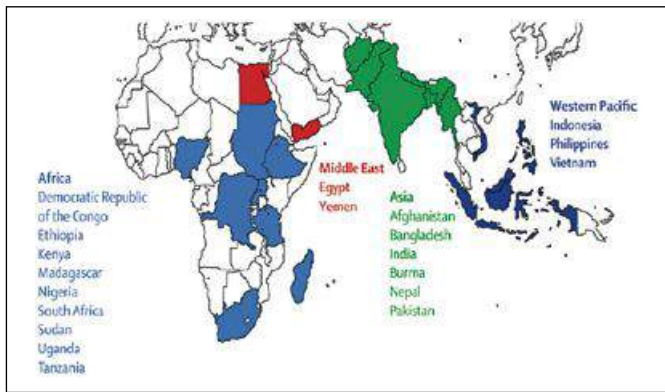 Africa
Democratic Republic
of the Congo
Ethiopia
Kenya
Madagascar
Nigeria
South Africa
Sudan
Uganda
Tanzania
Middle East
Egypt
Yemen
Asia
Afghanistan
Bangladesh
India
Burma
Nepal
Pakistan
Western Pacific
Indonesia
Philippines
Vietnam